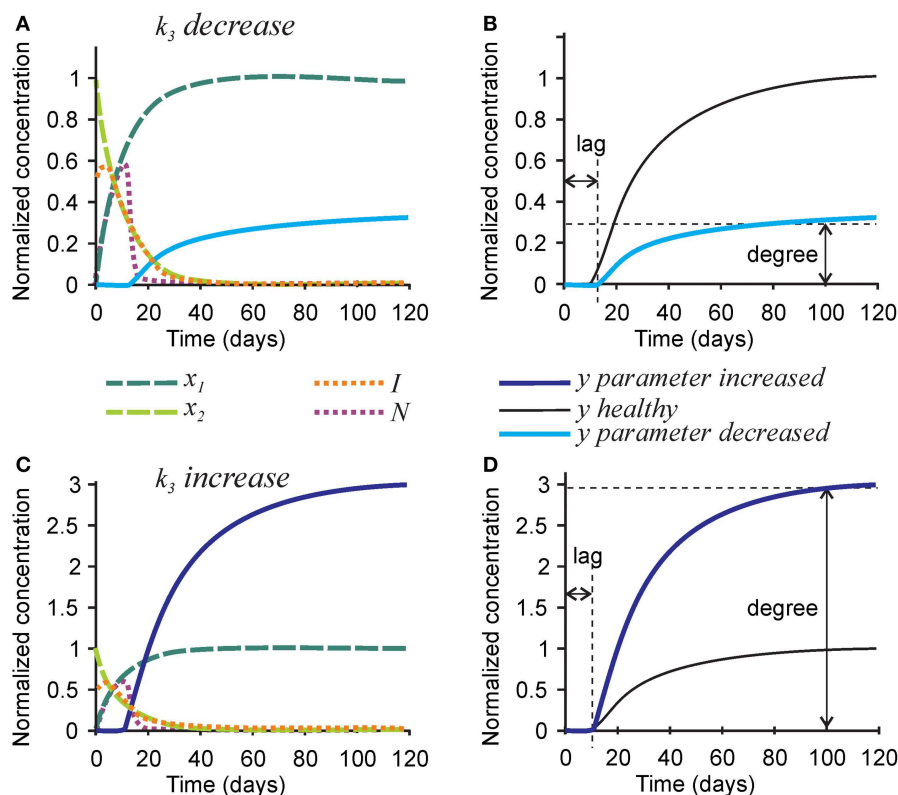 A
k3 decrease
Normalized concentration
1
0.8
0.6
0.4
0.2
0
0 20 40 60 80 100 120
Time (days)
B
Normalized concentration
1
0.8
0.6
0.4
0.2
0
lag
degree
0 20 40 60 80 100 120
Time (days)
x1
I
x2
N
y parameter increased
y healthy
y parameter decreased
C
k3 increase
Normalized concentration
3
2.5
2
1.5
1
0.5
0
0 20 40 60 80 100 120
Time (days)
D
Normalized concentration
3
2.5
2
1.5
1
0.5
0
lag
degree
0 20 40 60 80 100 120
Time (days)